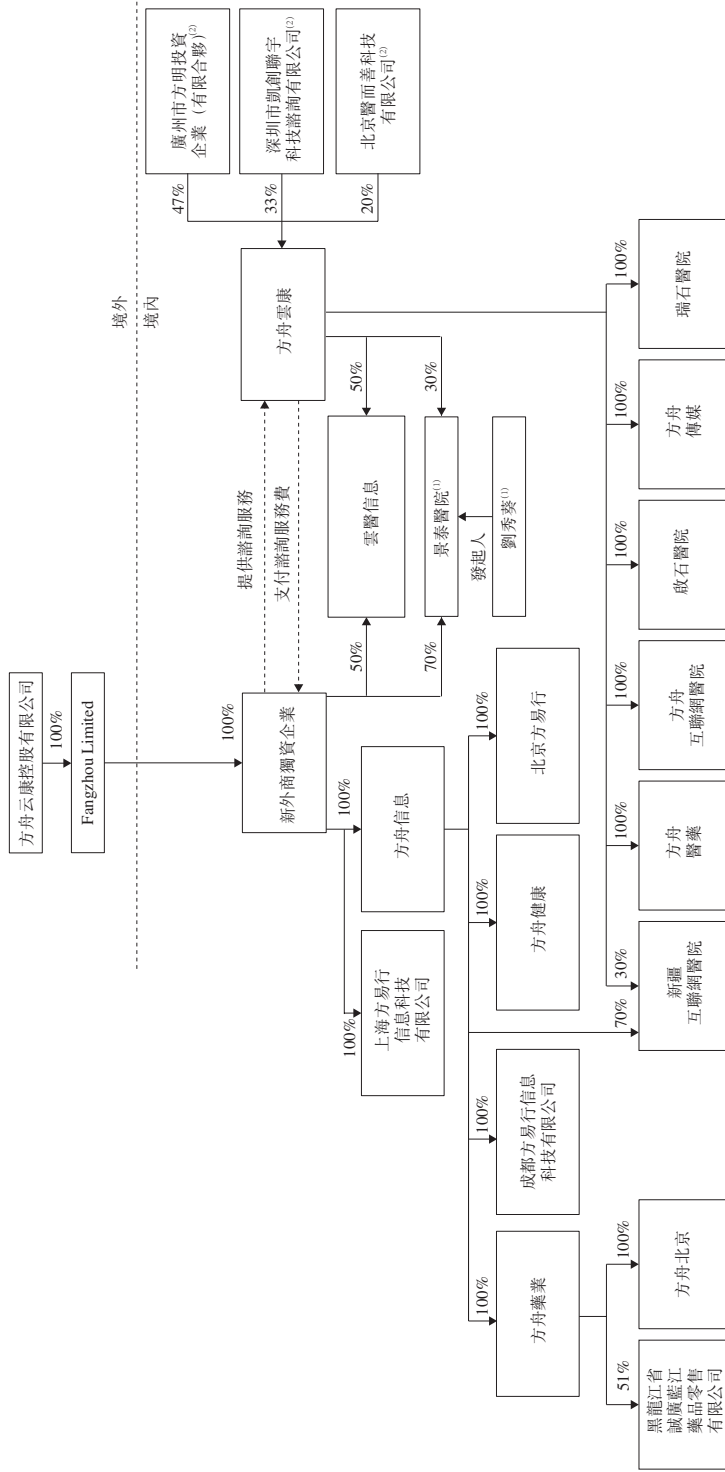 方舟云康控股有限公司
100%
Fangzhou Limited
境外
境內
100%
新外商獨資企業
提供諮詢服務
支付諮詢服務費
方舟雲康
47%
33%
20%
廣州市方明投資
企業（有限合夥）(2)
深圳市凱創聯宇
科技諮詢有限公司(2)
北京醫而善科技
有限公司(2)
50%
50%
雲醫信息
70%
30%
景泰醫院(1)
發起人
劉秀葵(1)
100%
上海方易行
信息科技
有限公司
100%
方舟信息
100%
方舟藥業
100%
成都方易行信息
科技有限公司
100%
方舟健康
100%
北京方易行
51%
黑龍江省
誠廣藍江
藥品零售
有限公司
100%
方舟北京
70%
30%
新疆
互聯網醫院
100%
方舟
醫藥
100%
方舟
互聯網醫院
100%
啟石醫院
100%
方舟
傳媒
100%
瑞石醫院